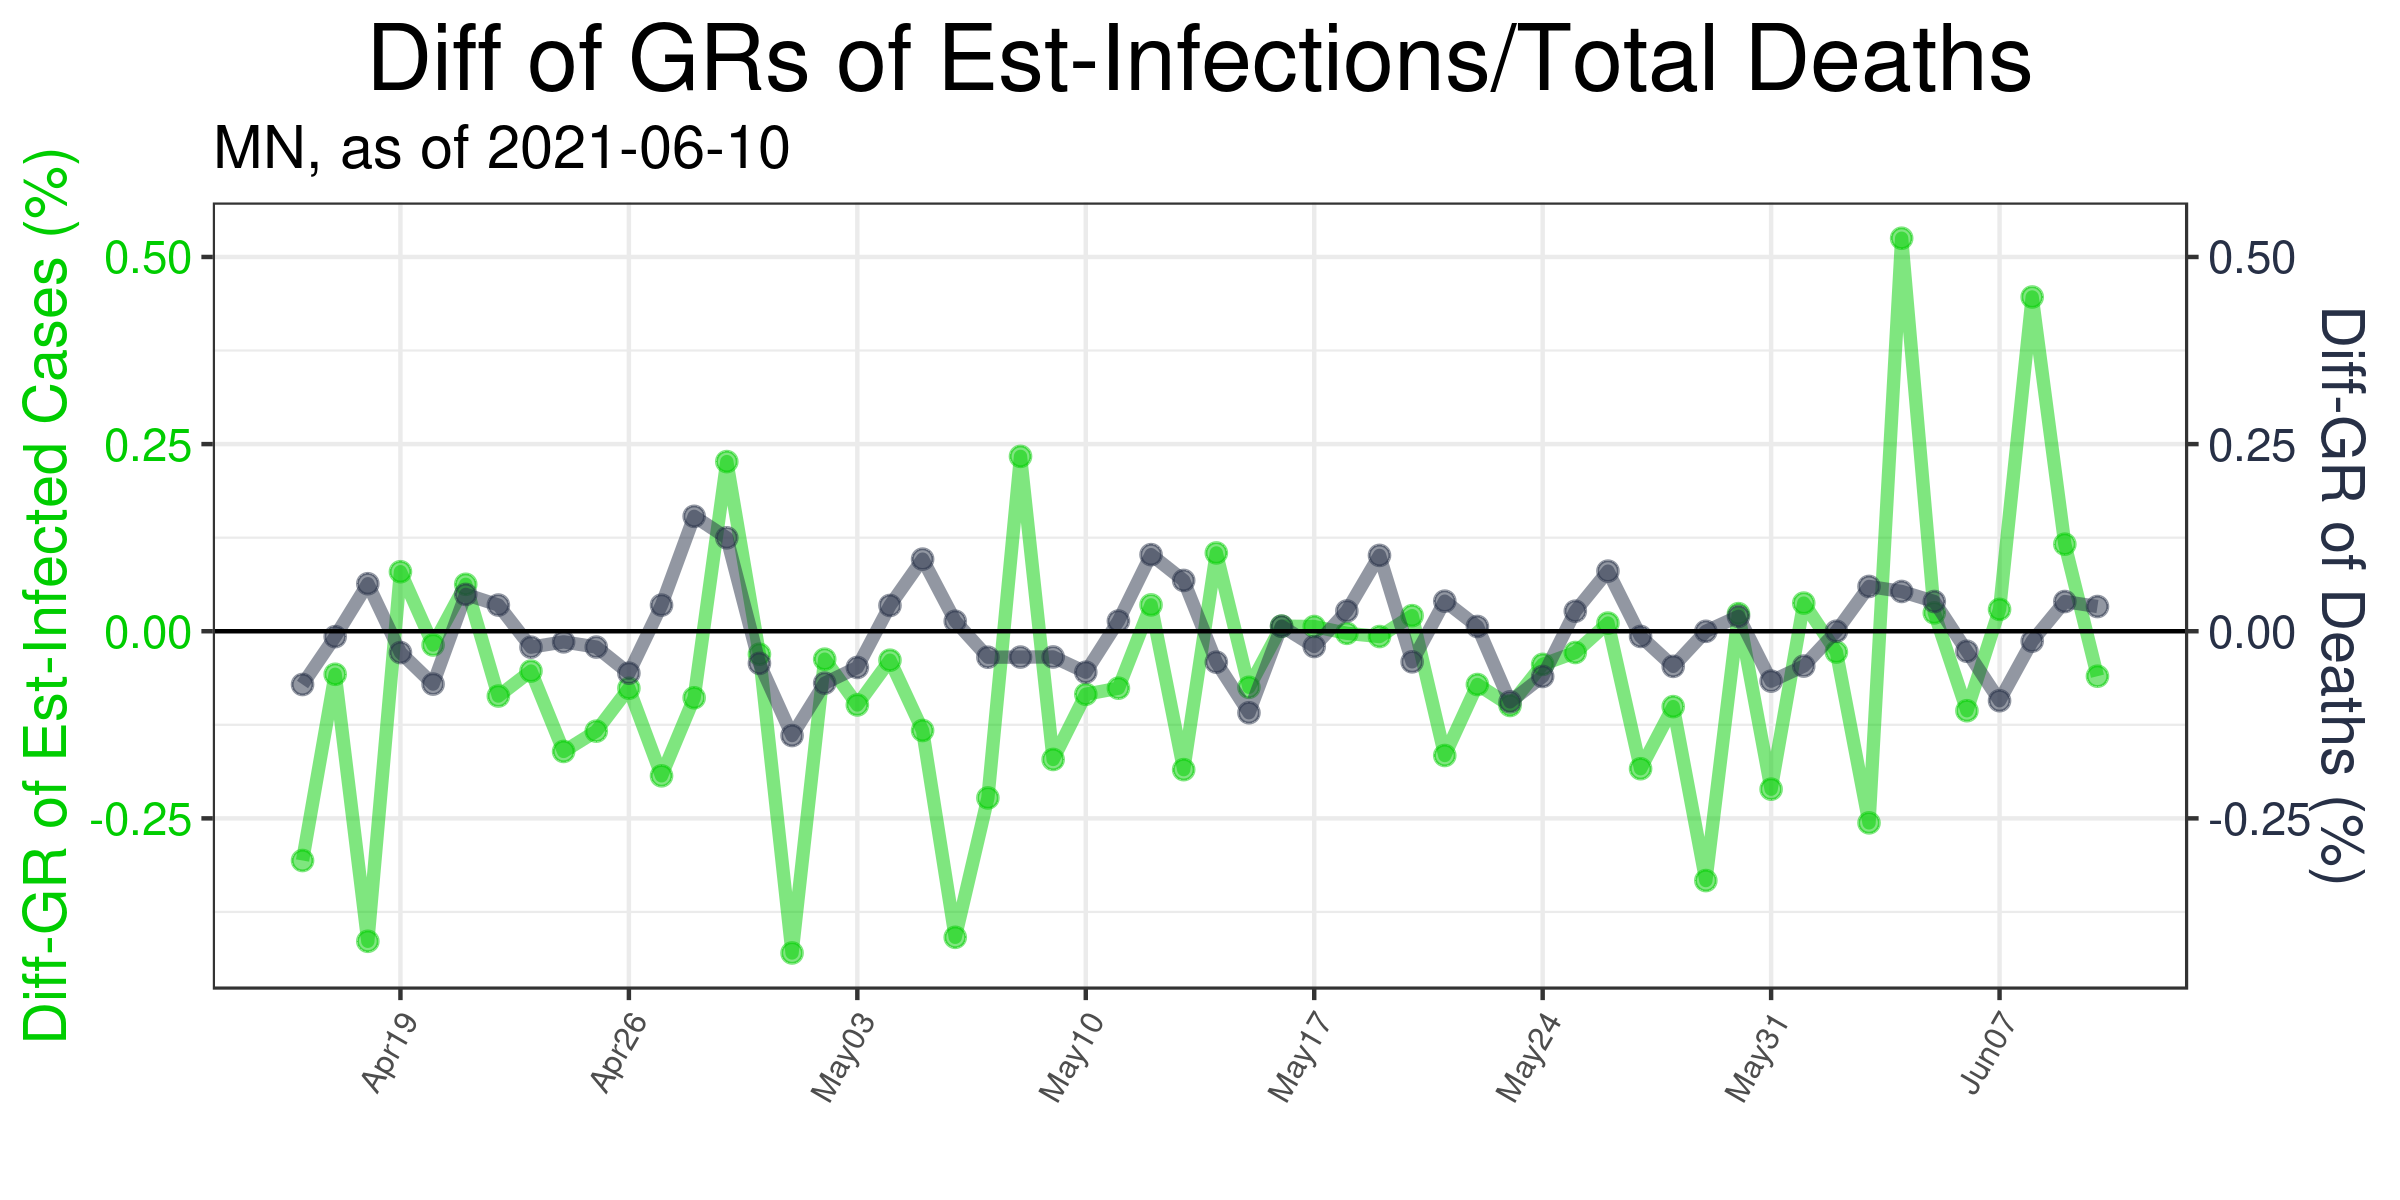 Diff of GRs of Est-Infections/Total Deaths
MN, as of 2021-06-10
Diff-GR of Est-Infected Cases (%)
0.50
0.25
0.00
-0.25
0.50
0.25
0.00
-0.25
Diff-GR of Deaths (%)
Apr19
Apr26
May03
May10
May17
May24
May31
Jun07